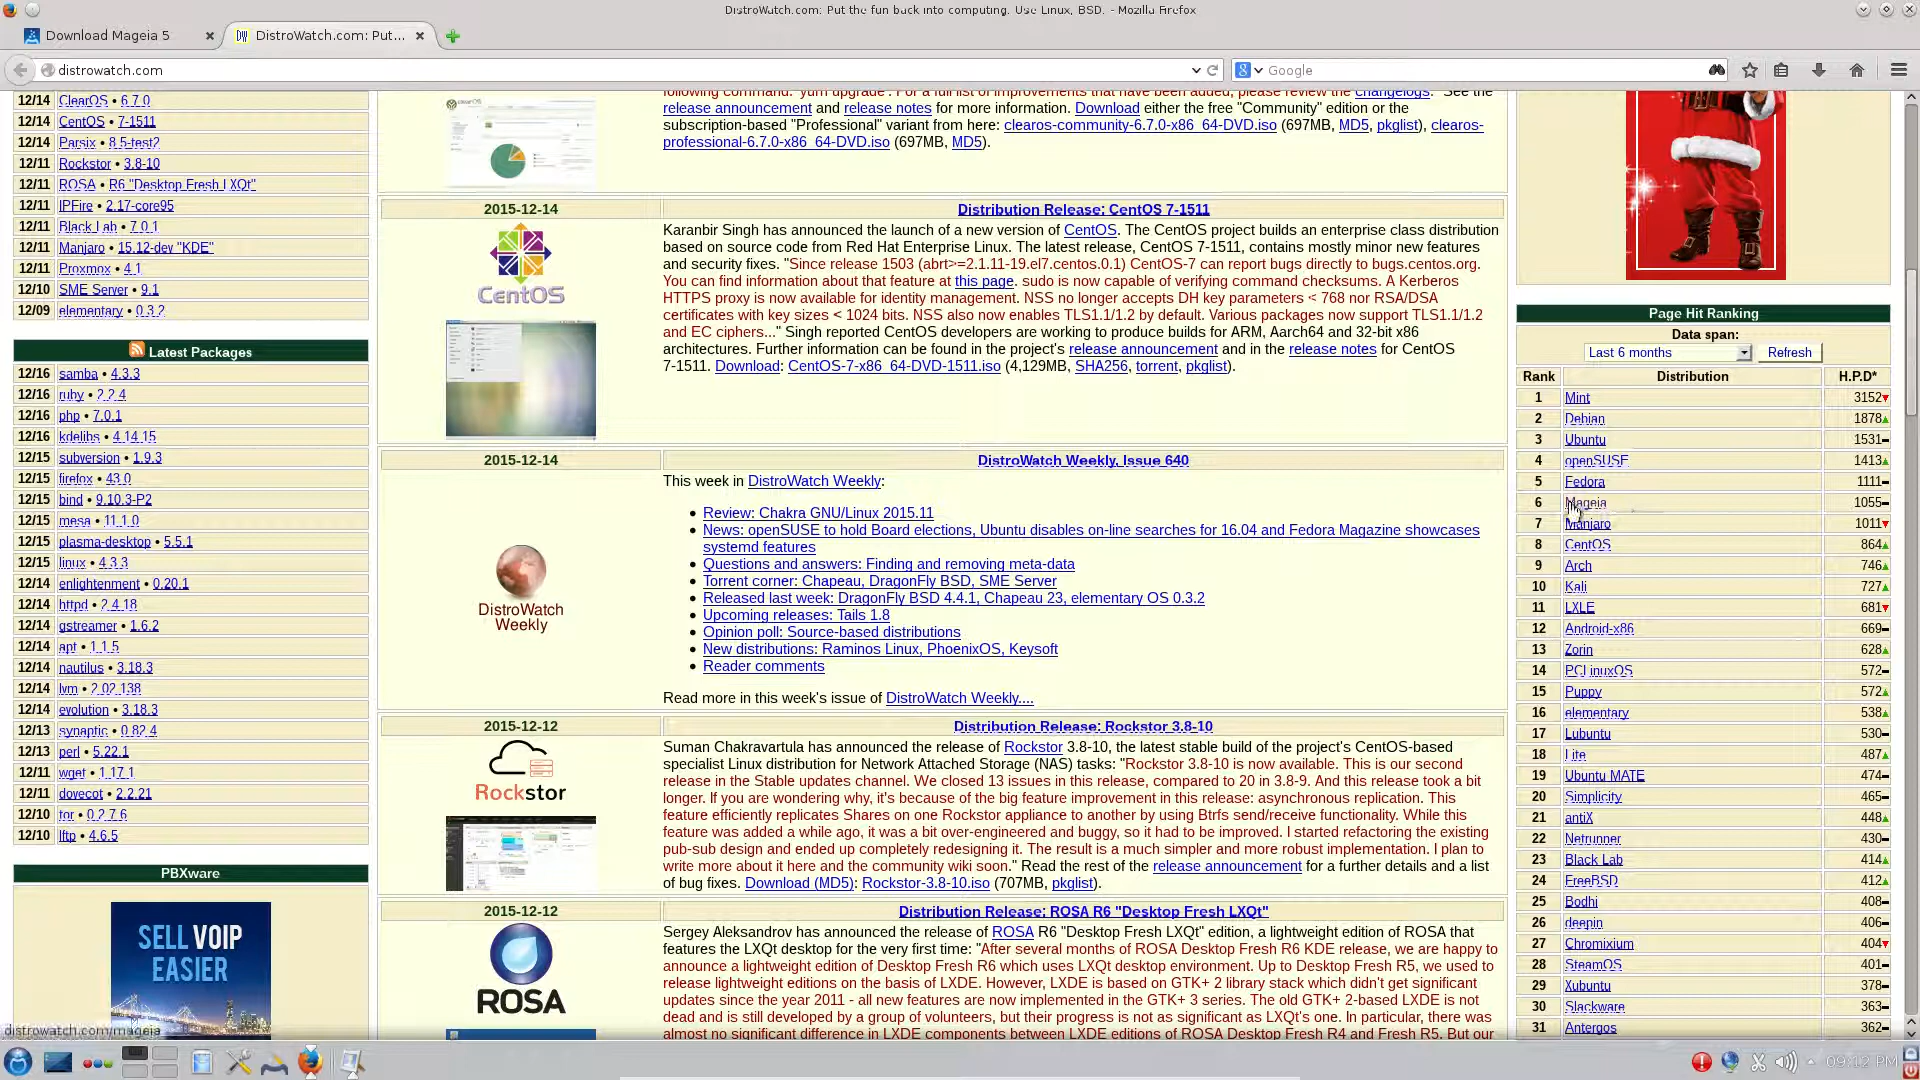 DistroWatch.com: Put the fun back into computing. Use Linux, BSD. - Mozilla Firefox
Download Mageia 5
DistroWatch.com: Put...
distrowatch.com
Google
12/14 ClearOS • 6.7.0
12/14 CentOS • 7-1511
12/14 Parsix • 8.5-test2
12/11 Rockstor • 3.8-10
12/11 ROSA • R6 "Desktop Fresh LXQt"
12/11 IPFire • 2.17-core95
12/11 Black Lab • 7.0.1
12/11 Manjaro • 15.12-dev "KDE"
12/11 Proxmox • 4.1
12/10 SME Server • 9.1
12/09 elementary • 0.3.2
Latest Packages
12/16 samba • 4.3.3
12/16 ruby • 2.2.4
12/16 php • 7.0.1
12/16 kdelibs • 4.14.15
12/15 subversion • 1.9.3
12/15 firefox • 43.0
12/15 bind • 9.10.3-P2
12/15 mesa • 11.1.0
12/15 plasma-desktop • 5.5.1
12/15 linux • 4.3.3
12/14 enlightenment • 0.20.1
12/14 httpd • 2.4.18
12/14 gstreamer • 1.6.2
12/14 apt • 1.1.5
12/14 nautilus • 3.18.3
12/14 lvm • 2.02.138
12/14 evolution • 3.18.3
12/13 synaptic • 0.82.4
12/13 perl • 5.22.1
12/11 wget • 1.17.1
12/11 dovecot • 2.2.21
12/10 tor • 0.2.7.6
12/10 lftp • 4.6.5
PBXware
SELL VOIP
EASIER
distrowatch.com/mageia
following command: 'yum upgrade'. For a full list of improvements that have been added, please review the changelogs." See the
release announcement and release notes for more information. Download either the free "Community" edition or the
subscription-based "Professional" variant from here: clearos-community-6.7.0-x86_64-DVD.iso (697MB, MD5, pkglist), clearos-
professional-6.7.0-x86_64-DVD.iso (697MB, MD5).
2015-12-14
Distribution Release: CentOS 7-1511
CentOS
Karanbir Singh has announced the launch of a new version of CentOS. The CentOS project builds an enterprise class distribution
based on source code from Red Hat Enterprise Linux. The latest release, CentOS 7-1511, contains mostly minor new features
and security fixes. "Since release 1503 (abrt>=2.1.11-19.el7.centos.0.1) CentOS-7 can report bugs directly to bugs.centos.org.
You can find information about that feature at this page. sudo is now capable of verifying command checksums. A Kerberos
HTTPS proxy is now available for identity management. NSS no longer accepts DH key parameters < 768 nor RSA/DSA
certificates with key sizes < 1024 bits. NSS also now enables TLS1.1/1.2 by default. Various packages now support TLS1.1/1.2
and EC ciphers..." Singh reported CentOS developers are working to produce builds for ARM, Aarch64 and 32-bit x86
architectures. Further information can be found in the project's release announcement and in the release notes for CentOS
7-1511. Download: CentOS-7-x86_64-DVD-1511.iso (4,129MB, SHA256, torrent, pkglist).
2015-12-14
DistroWatch Weekly, Issue 640
DistroWatch
Weekly
This week in DistroWatch Weekly:
• Review: Chakra GNU/Linux 2015.11
• News: openSUSE to hold Board elections, Ubuntu disables on-line searches for 16.04 and Fedora Magazine showcases
systemd features
• Questions and answers: Finding and removing meta-data
• Torrent corner: Chapeau, DragonFly BSD, SME Server
• Released last week: DragonFly BSD 4.4.1, Chapeau 23, elementary OS 0.3.2
• Upcoming releases: Tails 1.8
• Opinion poll: Source-based distributions
• New distributions: Raminos Linux, PhoenixOS, Keysoft
• Reader comments
Read more in this week's issue of DistroWatch Weekly....
2015-12-12
Distribution Release: Rockstor 3.8-10
Rockstor
Suman Chakravartula has announced the release of Rockstor 3.8-10, the latest stable build of the project's CentOS-based
specialist Linux distribution for Network Attached Storage (NAS) tasks: "Rockstor 3.8-10 is now available. This is our second
release in the Stable updates channel. We closed 13 issues in this release, compared to 20 in 3.8-9. And this release took a bit
longer. If you are wondering why, it's because of the big feature improvement in this release: asynchronous replication. This
feature efficiently replicates Shares on one Rockstor appliance to another by using Btrfs send/receive functionality. While this
feature was added a while ago, it was a bit over-engineered and buggy, so it had to be improved. I started refactoring the existing
pub-sub design and ended up completely redesigning it. The result is a much simpler and more robust implementation. I plan to
write more about it here and the community wiki soon." Read the rest of the release announcement for a further details and a list
of bug fixes. Download (MD5): Rockstor-3.8-10.iso (707MB, pkglist).
2015-12-12
Distribution Release: ROSA R6 "Desktop Fresh LXQt"
ROSA
Sergey Aleksandrov has announced the release of ROSA R6 "Desktop Fresh LXQt" edition, a lightweight edition of ROSA that
features the LXQt desktop for the very first time: "After several months of ROSA Desktop Fresh R6 KDE release, we are happy to
announce a lightweight edition of Desktop Fresh R6 which uses LXQt desktop environment. Up to Desktop Fresh R5, we used to
release lightweight editions on the basis of LXDE. However, LXDE is based on GTK+ 2 library stack which didn't get significant
updates since the year 2011 - all new features are now implemented in the GTK+ 3 series. The old GTK+ 2-based LXDE is not
dead and is still developed by a group of volunteers, but their progress is not as significant as LXQt's one. In particular, there was
almost no significant difference in LXDE components between LXDE editions of ROSA Desktop Fresh R4 and Fresh R5. But our
Page Hit Ranking
Data span:
Last 6 months
Refresh
Rank Distribution H.P.D*
1 Mint 3152
2 Debian 1878
3 Ubuntu 1531
4 openSUSE 1413
5 Fedora 1111
6 Mageia 1055
7 Manjaro 1011
8 CentOS 864
9 Arch 746
10 Kali 727
11 LXLE 681
12 Android-x86 669
13 Zorin 628
14 PCLinuxOS 572
15 Puppy 572
16 elementary 538
17 Lubuntu 530
18 Lite 487
19 Ubuntu MATE 474
20 Simplicity 465
21 antiX 448
22 Netrunner 430
23 Black Lab 414
24 FreeBSD 412
25 Bodhi 408
26 deepin 406
27 Chromixium 404
28 SteamOS 401
29 Xubuntu 378
30 Slackware 363
31 Antergos 362
09:12 PM